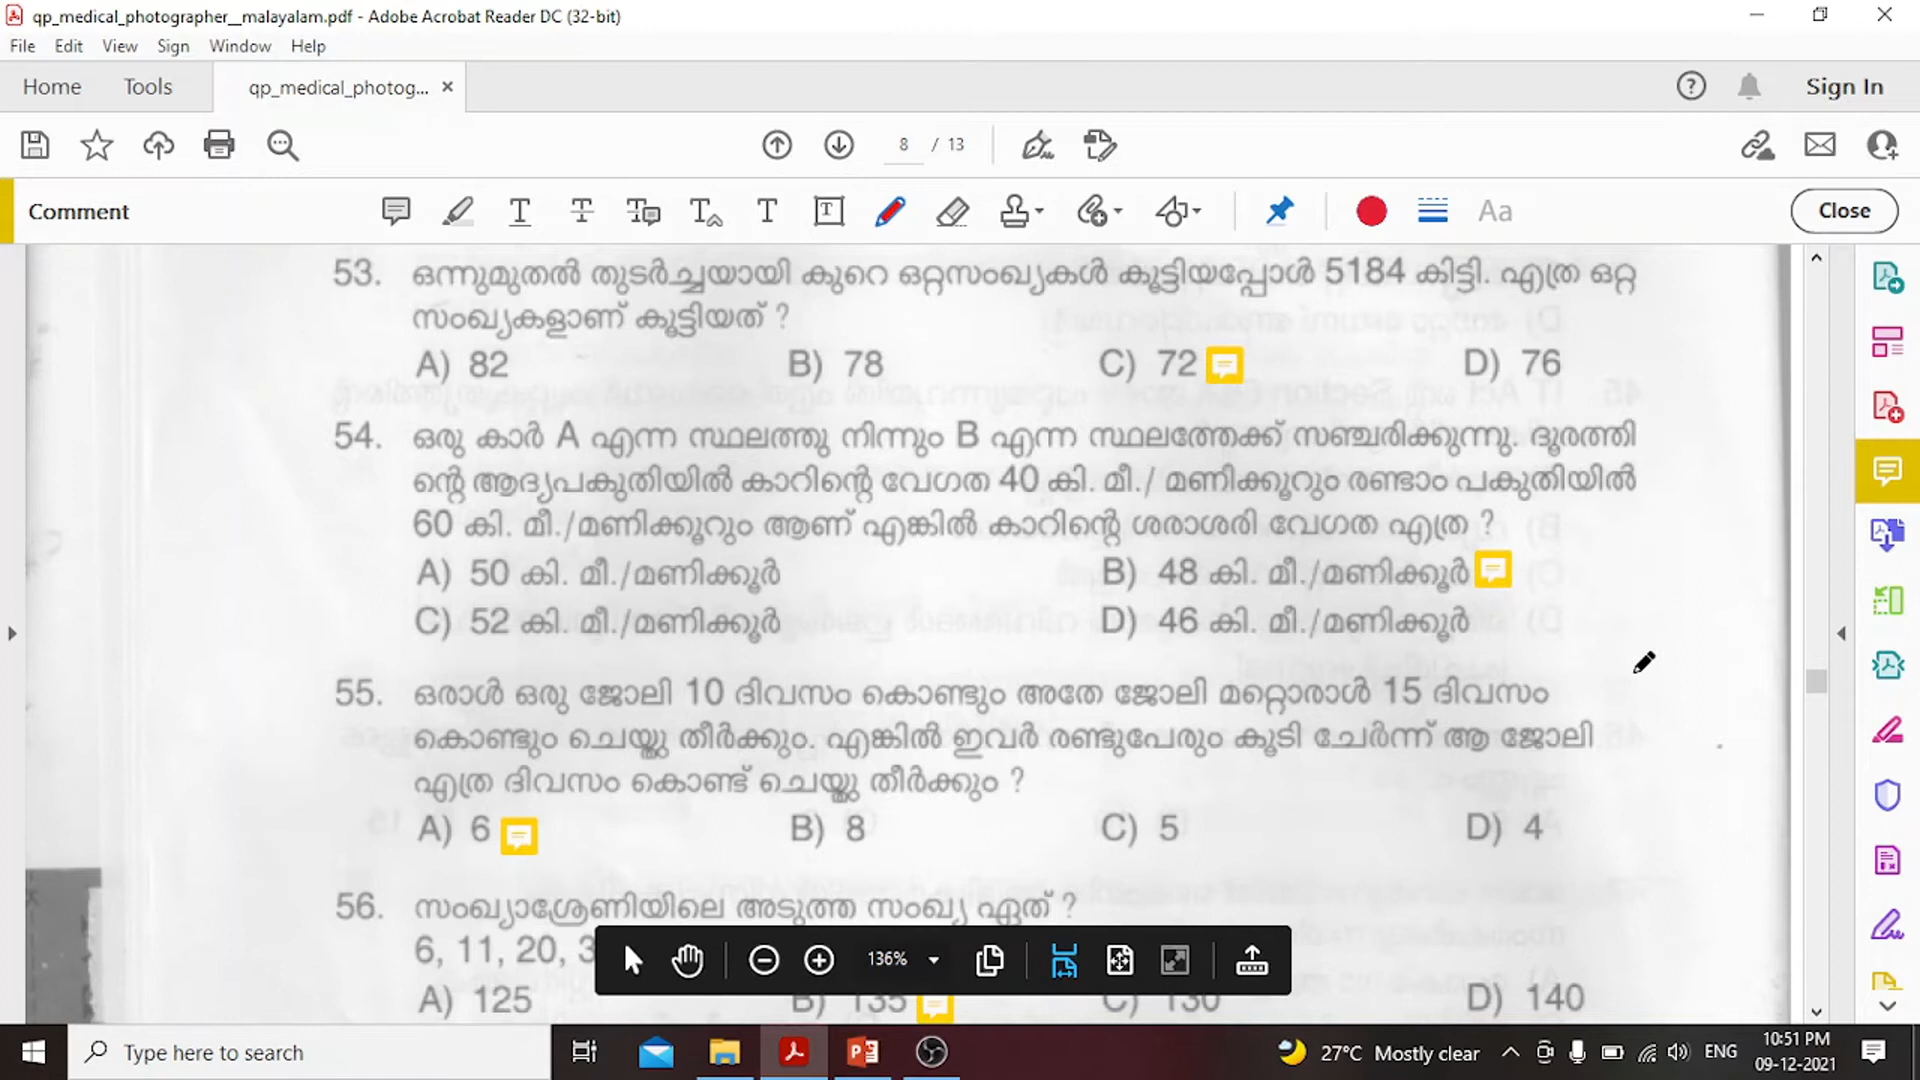 qp_medical_photographer__malayalam.pdf - Adobe Acrobat Reader DC (32-bit)
File Edit View Sign Window Help
Home Tools qp_medical_photog... × Sign In
8 / 13
Comment Aa Close
53. ഒന്നുമുതൽ തുടർച്ചയായി കുറെ ഒറ്റസംഖ്യകൾ കൂട്ടിയപ്പോൾ 5184 കിട്ടി. എത്ര ഒറ്റ
സംഖ്യകളാണ് കൂട്ടിയത് ?
A) 82 B) 78 C) 72 D) 76
54. ഒരു കാർ A എന്ന സ്ഥലത്തു നിന്നും B എന്ന സ്ഥലത്തേക്ക് സഞ്ചരിക്കുന്നു. ദൂരത്തി
ന്റെ ആദ്യപകുതിയിൽ കാറിന്റെ വേഗത 40 കി. മീ./ മണിക്കൂറും രണ്ടാം പകുതിയിൽ
60 കി. മീ./മണിക്കൂറും ആണ് എങ്കിൽ കാറിന്റെ ശരാശരി വേഗത എത്ര ?
A) 50 കി. മീ./മണിക്കൂർ B) 48 കി. മീ./മണിക്കൂർ
C) 52 കി. മീ./മണിക്കൂർ D) 46 കി. മീ./മണിക്കൂർ
55. ഒരാൾ ഒരു ജോലി 10 ദിവസം കൊണ്ടും അതേ ജോലി മറ്റൊരാൾ 15 ദിവസം
കൊണ്ടും ചെയ്തു തീർക്കും. എങ്കിൽ ഇവർ രണ്ടുപേരും കൂടി ചേർന്ന് ആ ജോലി
എത്ര ദിവസം കൊണ്ട് ചെയ്തു തീർക്കും ?
A) 6 B) 8 C) 5 D) 4
56. സംഖ്യാശ്രേണിയിലെ അടുത്ത സംഖ്യ ഏത് ?
6, 11, 20, 3
136%
A) 125 B) 135 C) 130 D) 140
Type here to search 27°C Mostly clear ENG 10:51 PM
09-12-2021